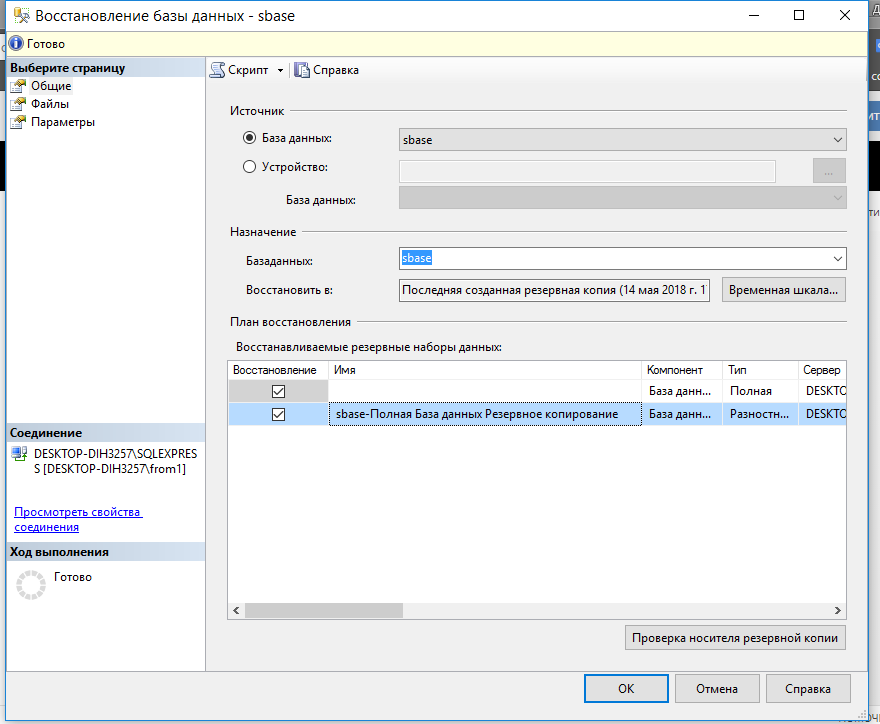 Восстановление базы данных - sbase
Готово
Выберите страницу
Общие
Файлы
Параметры
Скрипт
Справка
Источник
База данных:
sbase
Устройство:
...
База данных:
Назначение
Базаданных:
sbase
Восстановить в:
Последняя созданная резервная копия (14 мая 2018 г. 1
Временная шкала...
План восстановления
Восстанавливаемые резервные наборы данных:
Восстановление Имя Компонент Тип Сервер
База данн... Полная DESKTO
sbase-Полная База данных Резервное копирование База данн... Разностн... DESKTO
Соединение
DESKTOP-DIH3257\SQLEXPRES
S [DESKTOP-DIH3257\from1]
Просмотреть свойства
соединения
Ход выполнения
Готово
Проверка носителя резервной копии
ОК
Отмена
Справка